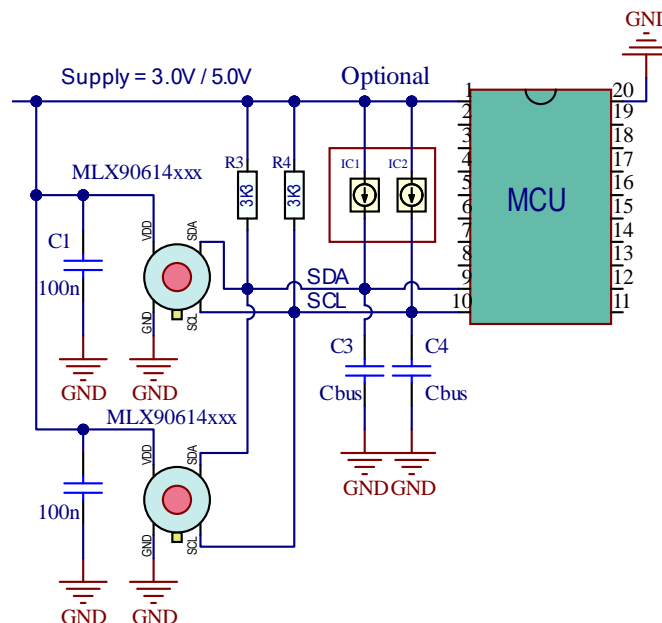 GND
Supply = 3.0V / 5.0V
Optional
1
2
3
4
5
6
7
8
9
10
20
19
18
17
16
15
14
13
12
11
MCU
MLX90614xxx
R3
3K3
R4
3K3
IC1
IC2
C1
100n
VDD
SDA
GND
SCL
SDA
SCL
GND
GND
C3
Cbus
C4
Cbus
GND
GND
MLX90614xxx
100n
VDD
SDA
GND
SCL
GND
GND